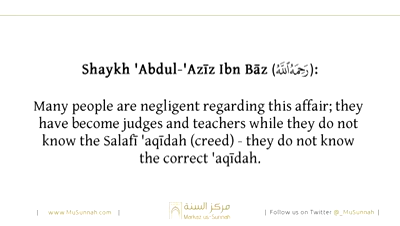 Shaykh 'Abdul-'Azīz Ibn Bāz (رَحِمَهُ ٱللَّٰهُ):
Many people are negligent regarding this affair; they
have become judges and teachers while they do not
know the Salafī 'aqīdah (creed) - they do not know
the correct 'aqīdah.
| www.MuSunnah.com |
مركز السنة
Markaz us-Sunnah
| Follow us on Twitter @_MuSunnah |